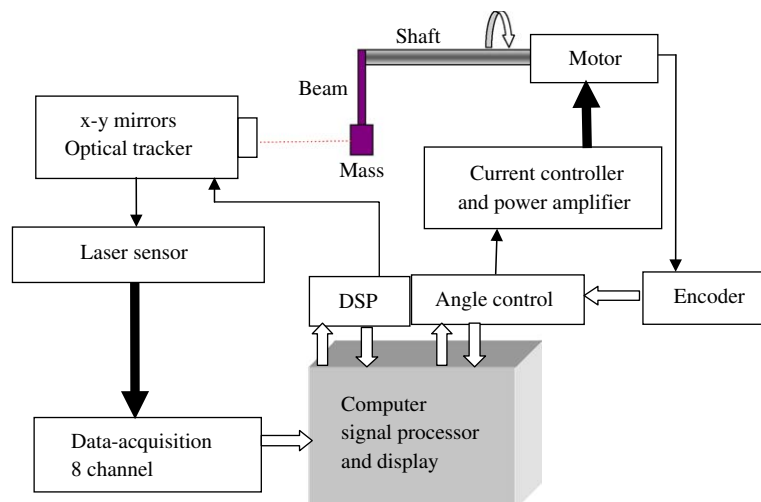 Shaft
Motor
Beam
x-y mirrors
Optical tracker
Mass
Current controller
and power amplifier
Laser sensor
DSP
Angle control
Encoder
Computer
signal processor
and display
Data-acquisition
8 channel